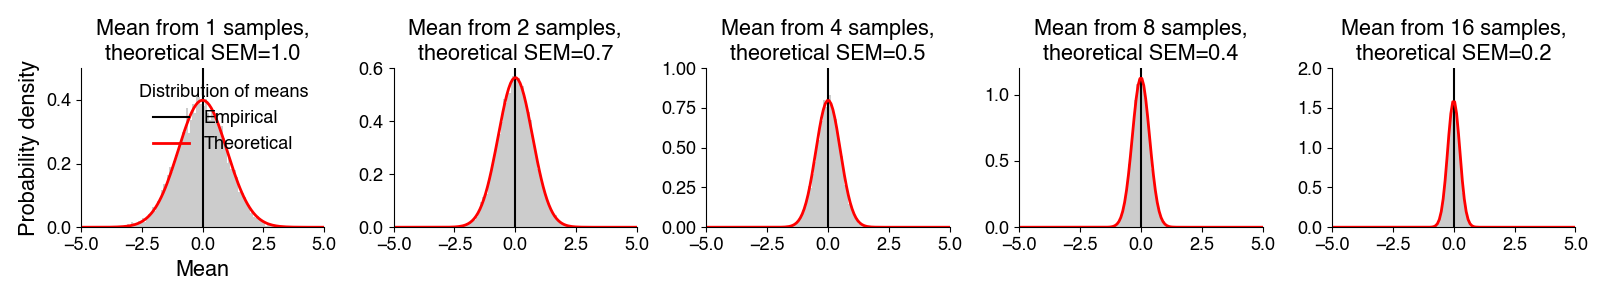 Mean from 1 samples,
theoretical SEM=1.0
Probability density
0.4
0.2
0.0
Distribution of means
Empirical
Theoretical
−5.0 −2.5 0.0 2.5 5.0
Mean
Mean from 2 samples,
theoretical SEM=0.7
0.6
0.4
0.2
0.0
−5.0 −2.5 0.0 2.5 5.0
Mean from 4 samples,
theoretical SEM=0.5
1.00
0.75
0.50
0.25
0.00
−5.0 −2.5 0.0 2.5 5.0
Mean from 8 samples,
theoretical SEM=0.4
1.0
0.5
0.0
−5.0 −2.5 0.0 2.5 5.0
Mean from 16 samples,
theoretical SEM=0.2
2.0
1.5
1.0
0.5
0.0
−5.0 −2.5 0.0 2.5 5.0